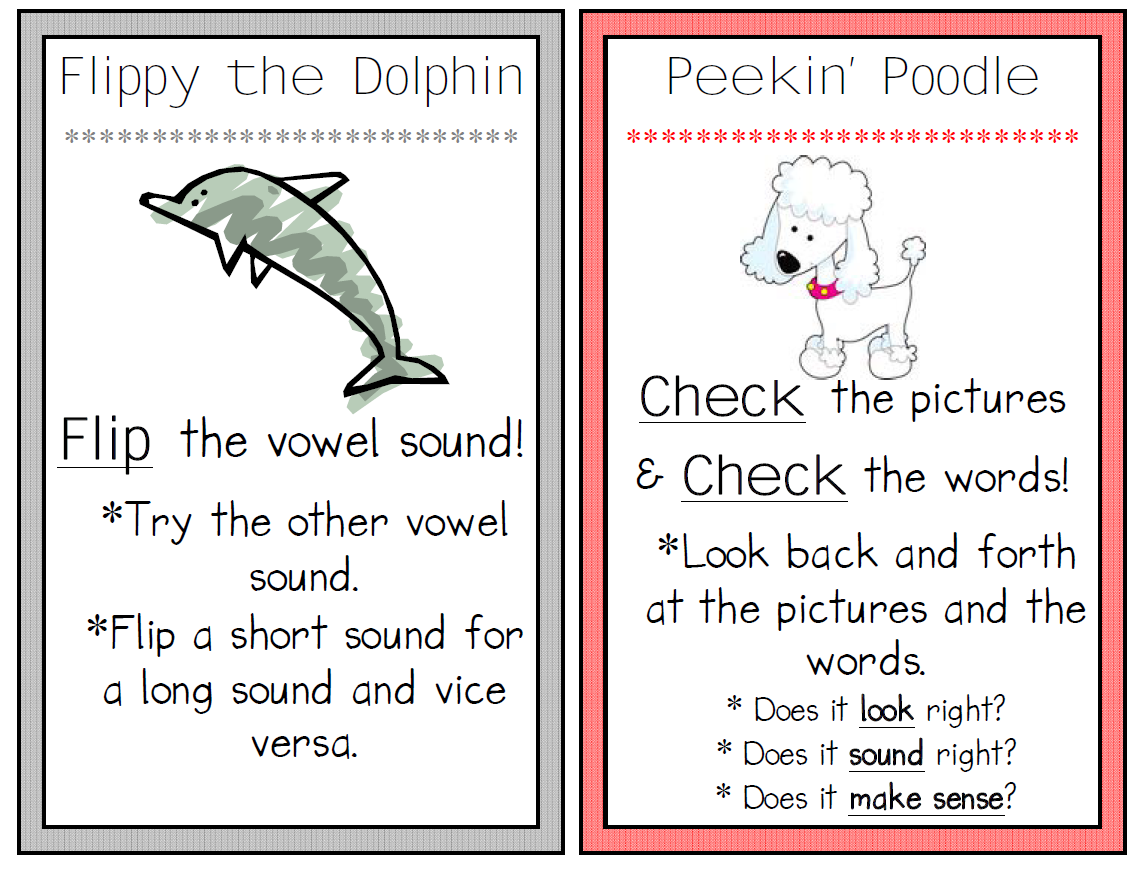 Flippy the Dolphin
**************************
Flip the vowel sound!
*Try the other vowel
sound.
*Flip a short sound for
a long sound and vice
versa.
Peekin' Poodle
**************************
Check the pictures
& Check the words!
*Look back and forth
at the pictures and the
words.
* Does it look right?
* Does it sound right?
* Does it make sense?